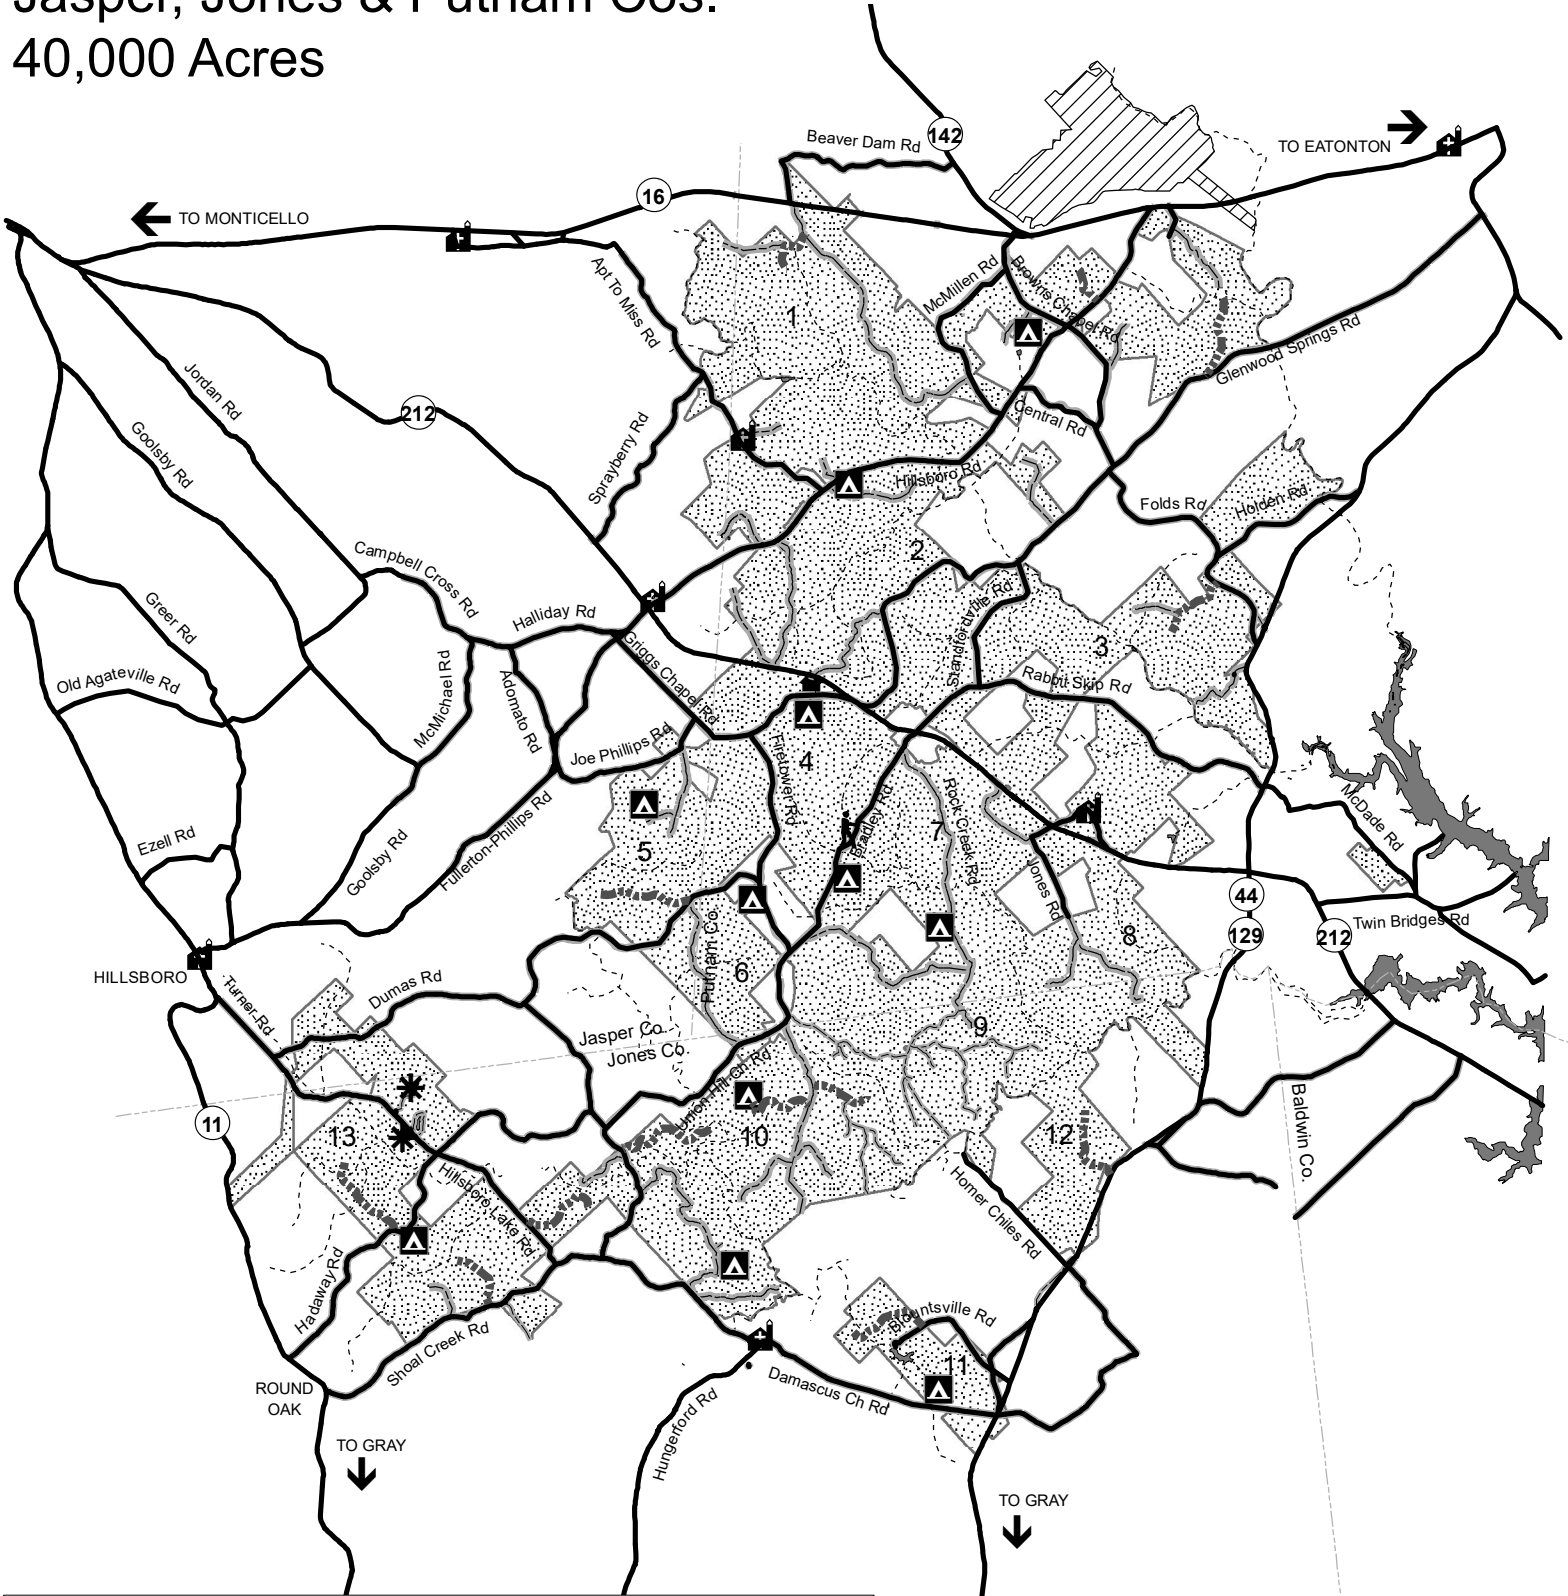 Jasper, Jones & Putnam Cos.
40,000 Acres
142
Beaver Dam Rd
TO EATONTON
16
TO MONTICELLO
Apt To Miss Rd
McMillen Rd
Browns Chapel Rd
1
Glenwood Springs Rd
Jordan Rd
212
Goolsby Rd
Sprayberry Rd
Central Rd
Hillsboro Rd
Folds Rd
Holden Rd
2
Campbell Cross Rd
Greer Rd
Halliday Rd
Griggs Chapel Rd
Standfordville Rd
3
Old Agateville Rd
McMichael Rd
Adomato Rd
Rabbit Skip Rd
Joe Phillips Rd
4
Firetower Rd
Bradley Rd
Rock Creek Rd
7
McDade Rd
Ezell Rd
Goolsby Rd
Fullerton-Phillips Rd
5
Jones Rd
44
8
129
212
Twin Bridges Rd
HILLSBORO
Putnam Co.
6
Turner Rd
Dumas Rd
Jasper Co.
Jones Co.
9
Union Hill Ch Rd
Baldwin Co.
11
13
10
12
Hillsboro Lake Rd
Homer Chiles Rd
Hadaway Rd
Blountsville Rd
Shoal Creek Rd
11
Damascus Ch Rd
ROUND
OAK
Hungerford Rd
TO GRAY
TO GRAY